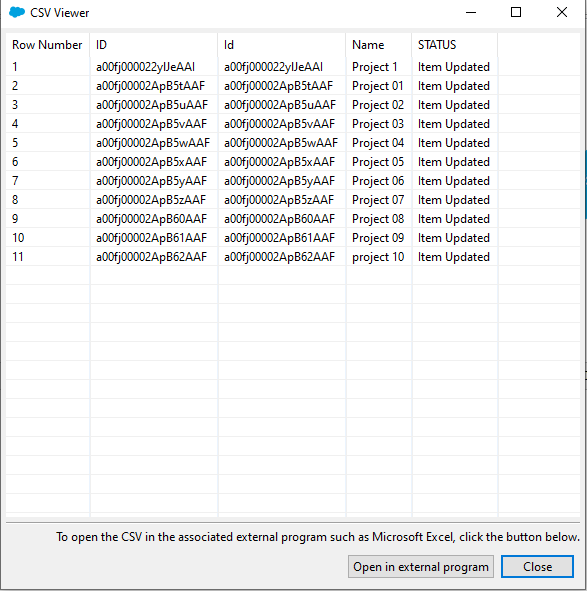 CSV Viewer
Row Number ID Id Name STATUS
1 a00fj000022yIJeAAI a00fj000022yIJeAAI Project 1 Item Updated
2 a00fj00002ApB5tAAF a00fj00002ApB5tAAF Project 01 Item Updated
3 a00fj00002ApB5uAAF a00fj00002ApB5uAAF Project 02 Item Updated
4 a00fj00002ApB5vAAF a00fj00002ApB5vAAF Project 03 Item Updated
5 a00fj00002ApB5wAAF a00fj00002ApB5wAAF Project 04 Item Updated
6 a00fj00002ApB5xAAF a00fj00002ApB5xAAF Project 05 Item Updated
7 a00fj00002ApB5yAAF a00fj00002ApB5yAAF Project 06 Item Updated
8 a00fj00002ApB5zAAF a00fj00002ApB5zAAF Project 07 Item Updated
9 a00fj00002ApB60AAF a00fj00002ApB60AAF Project 08 Item Updated
10 a00fj00002ApB61AAF a00fj00002ApB61AAF Project 09 Item Updated
11 a00fj00002ApB62AAF a00fj00002ApB62AAF project 10 Item Updated
To open the CSV in the associated external program such as Microsoft Excel, click the button below.
Open in external program Close